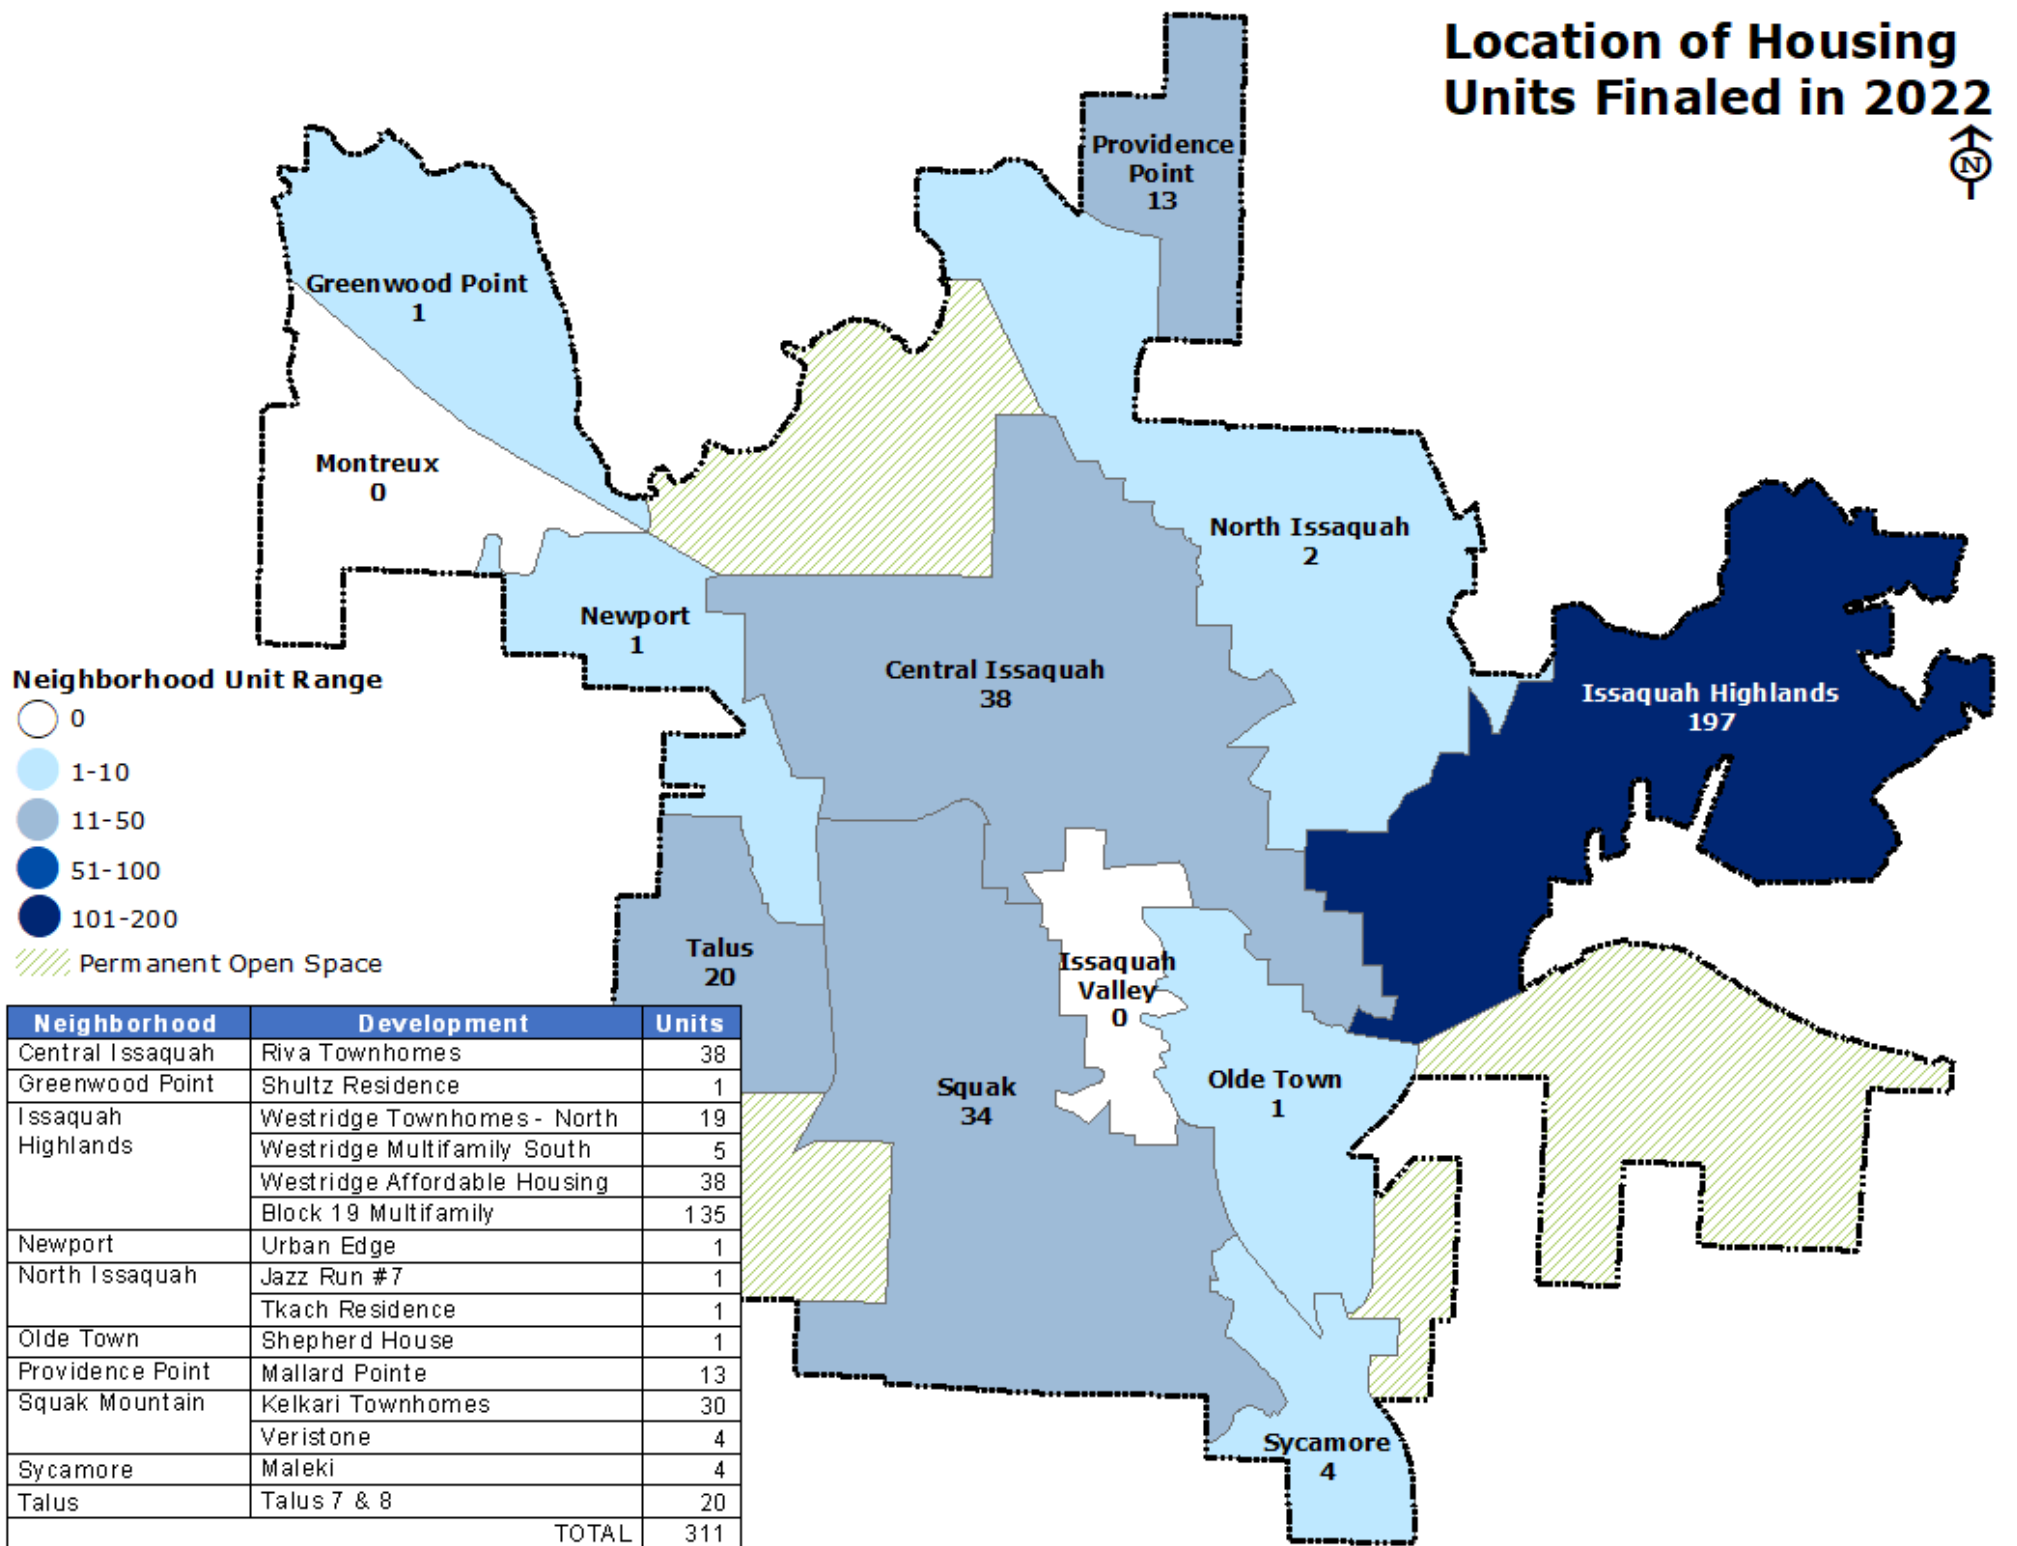 Location of Housing
Units Finaled in 2022
N
Providence
Point
13
Greenwood Point
1
Montreux
0
North Issaquah
2
Newport
1
Central Issaquah
38
Issaquah Highlands
197
Neighborhood Unit Range
0
1-10
11-50
51-100
101-200
Permanent Open Space
Talus
20
Issaquah
Valley
0
Squak
34
Olde Town
1
Sycamore
4
Neighborhood Development Units
Central Issaquah Riva Townhomes 38
Greenwood Point Shultz Residence 1
Issaquah Westridge Townhomes - North 19
Highlands Westridge Multifamily South 5
Westridge Affordable Housing 38
Block 19 Multifamily 135
Newport Urban Edge 1
North Issaquah Jazz Run #7 1
Tkach Residence 1
Olde Town Shepherd House 1
Providence Point Mallard Pointe 13
Squak Mountain Kelkari Townhomes 30
Veristone 4
Sycamore Maleki 4
Talus Talus 7 & 8 20
TOTAL 311